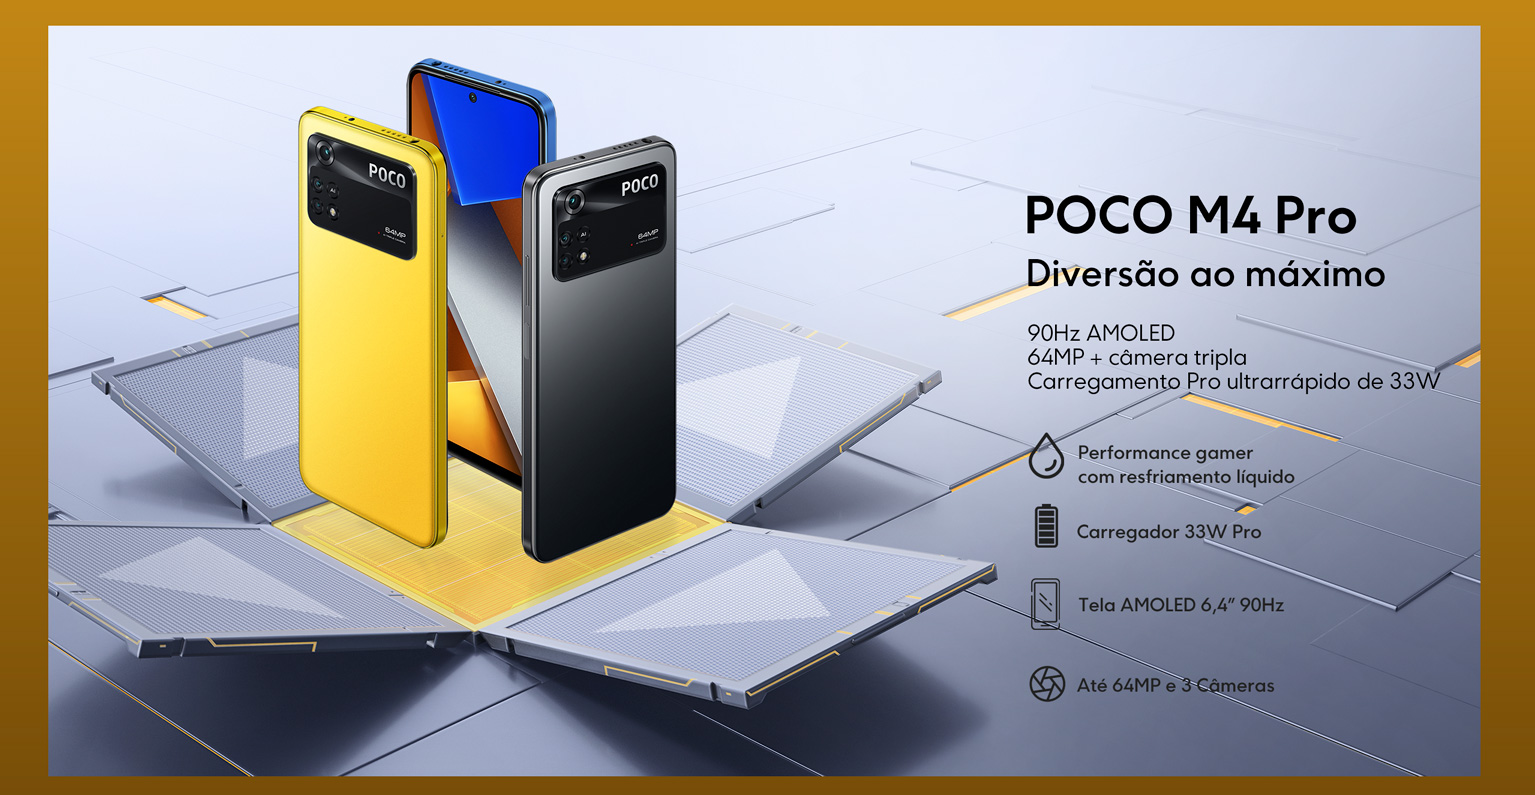 POCO
AI
64MP
POCO
AI
64MP
POCO M4 Pro
Diversão ao máximo
90Hz AMOLED
64MP + câmera tripla
Carregamento Pro ultrarrápido de 33W
Performance gamer
com resfriamento líquido
Carregador 33W Pro
Tela AMOLED 6,4” 90Hz
Até 64MP e 3 Câmeras